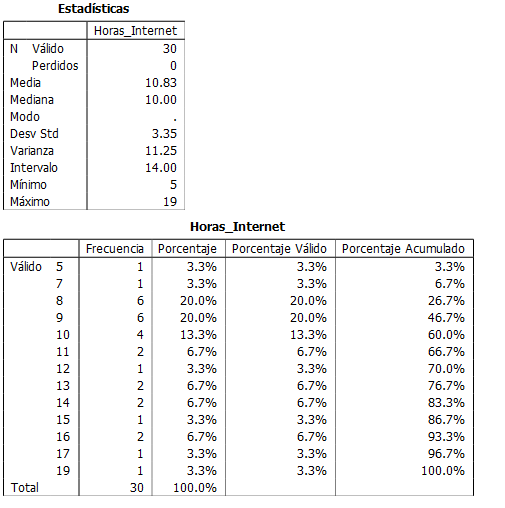 Estadísticas
Horas_Internet
N Válido 30
Perdidos 0
Media 10.83
Mediana 10.00
Modo .
Desv Std 3.35
Varianza 11.25
Intervalo 14.00
Mínimo 5
Máximo 19
Horas_Internet
Frecuencia Porcentaje Porcentaje Válido Porcentaje Acumulado
Válido 5 1 3.3% 3.3% 3.3%
7 1 3.3% 3.3% 6.7%
8 6 20.0% 20.0% 26.7%
9 6 20.0% 20.0% 46.7%
10 4 13.3% 13.3% 60.0%
11 2 6.7% 6.7% 66.7%
12 1 3.3% 3.3% 70.0%
13 2 6.7% 6.7% 76.7%
14 2 6.7% 6.7% 83.3%
15 1 3.3% 3.3% 86.7%
16 2 6.7% 6.7% 93.3%
17 1 3.3% 3.3% 96.7%
19 1 3.3% 3.3% 100.0%
Total 30 100.0%